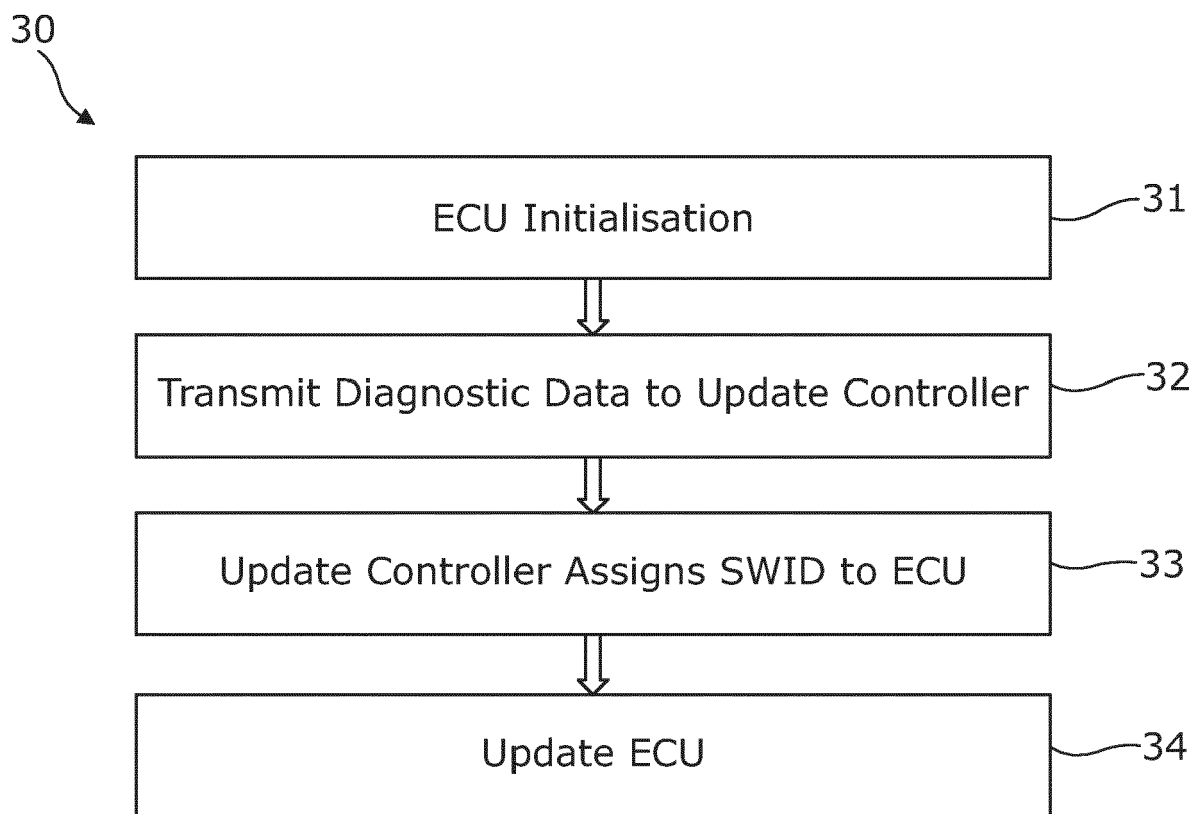 30
ECU Initialisation
31
Transmit Diagnostic Data to Update Controller
32
Update Controller Assigns SWID to ECU
33
Update ECU
34